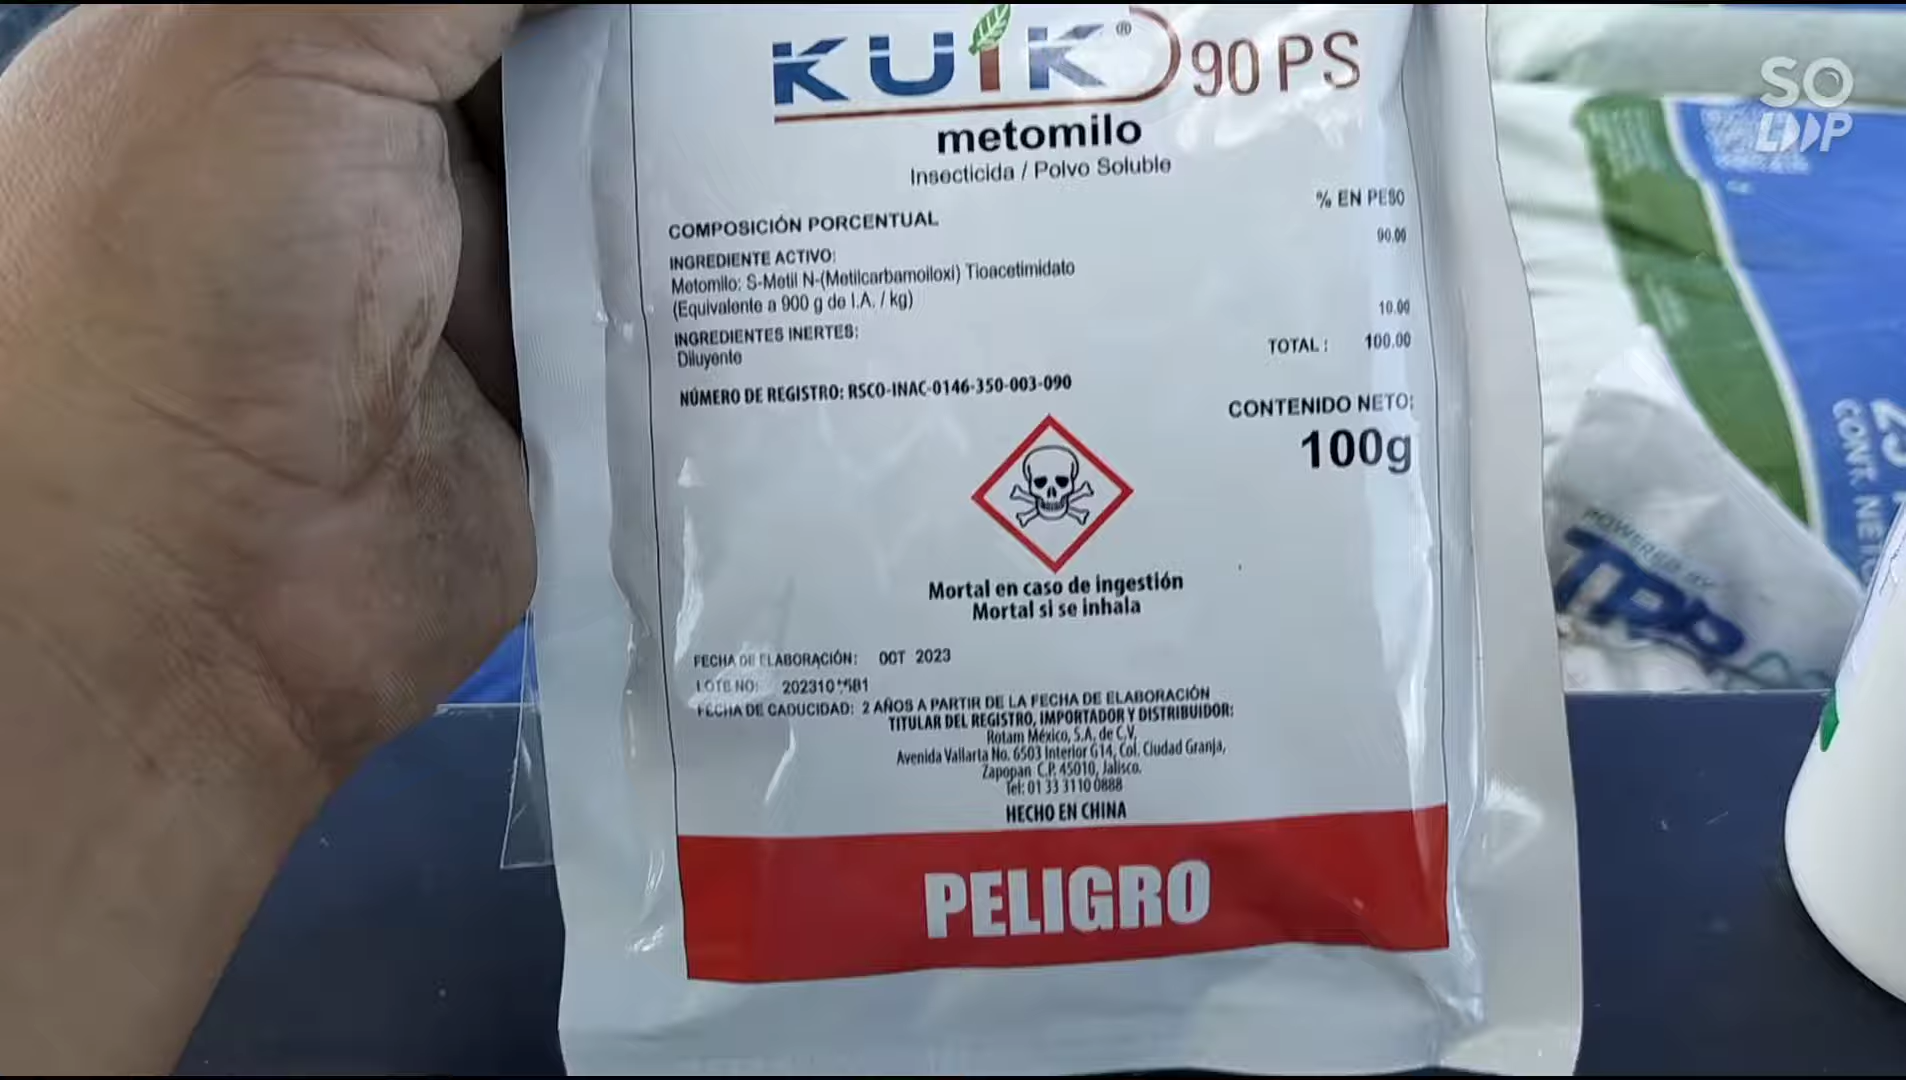 KUIK® 90 PS
metomilo
Insecticida / Polvo Soluble
% EN PESO
COMPOSICIÓN PORCENTUAL
90.00
INGREDIENTE ACTIVO:
Metomilo: S-Metil N-(Metilcarbamoiloxi) Tioacetimidato
(Equivalente a 900 g de I.A. / kg)
10.00
INGREDIENTES INERTES:
Diluyente
TOTAL: 100.00
NÚMERO DE REGISTRO: RSCO-INAC-0146-350-003-090
CONTENIDO NETO:
100g
Mortal en caso de ingestión
Mortal si se inhala
FECHA DE ELABORACIÓN: OCT 2023
LOTE NO:
FECHA DE CADUCIDAD: 2 AÑOS A PARTIR DE LA FECHA DE ELABORACIÓN
TITULAR DEL REGISTRO, IMPORTADOR Y DISTRIBUIDOR:
Rotam México, S.A. de C.V.
Avenida Vallarta No. 6503 Interior G14, Col. Ciudad Granja,
Zapopan C.P. 45010, Jalisco.
Tel: 01 33 3110 0888
HECHO EN CHINA
PELIGRO
SO
LP
CONT. NETO
POWERED BY